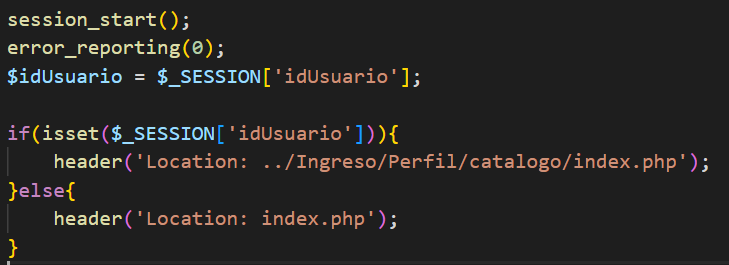 session_start();
error_reporting(0);
$idUsuario = $_SESSION['idUsuario'];
if(isset($_SESSION['idUsuario'])){
    header('Location: ../Ingreso/Perfil/catalogo/index.php');
}else{
    header('Location: index.php');
}